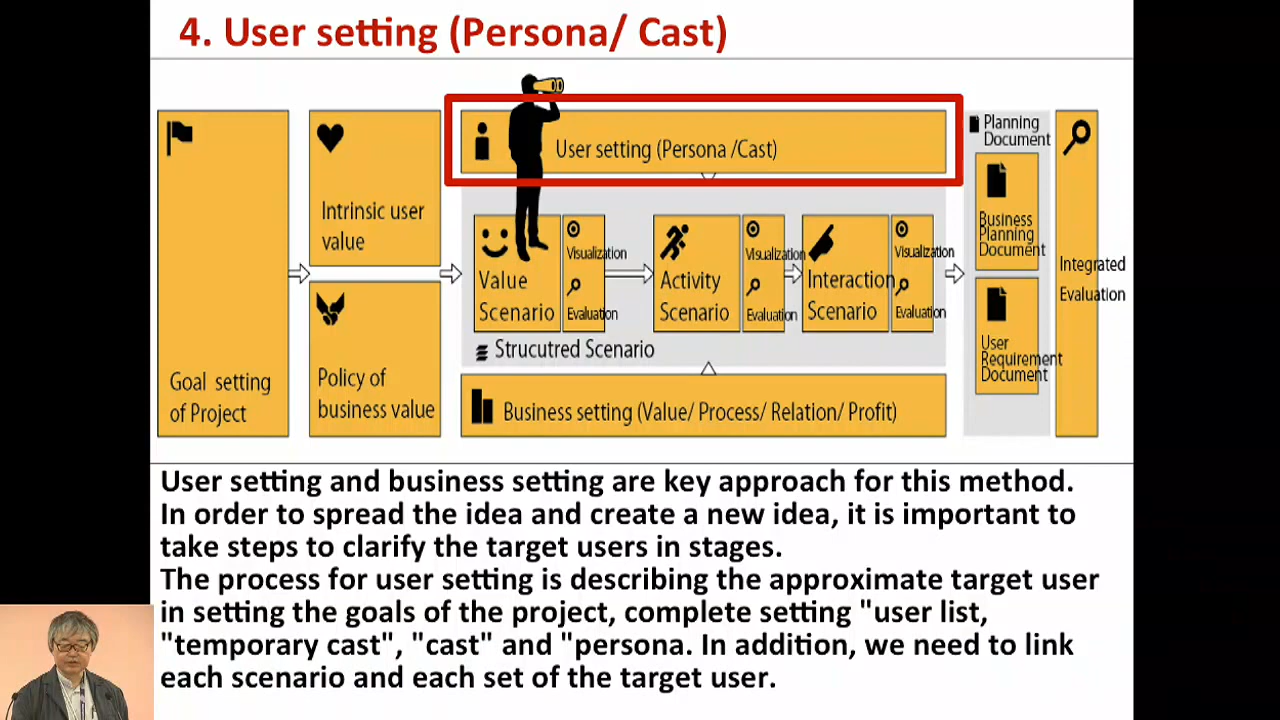 4. User setting (Persona/ Cast)
User setting (Persona /Cast)
Planning
Document
Intrinsic user
value
Business
Planning
Document
Visualization
Visualization
Visualization
Value
Scenario
Activity
Scenario
Interaction
Scenario
Evaluation
Evaluation
Evaluation
Integrated
Evaluation
Strucutred Scenario
User
Requirement
Document
Goal setting
of Project
Policy of
business value
Business setting (Value/ Process/ Relation/ Profit)
User setting and business setting are key approach for this method.
In order to spread the idea and create a new idea, it is important to
take steps to clarify the target users in stages.
The process for user setting is describing the approximate target user
in setting the goals of the project, complete setting "user list,
"temporary cast", "cast" and "persona. In addition, we need to link
each scenario and each set of the target user.